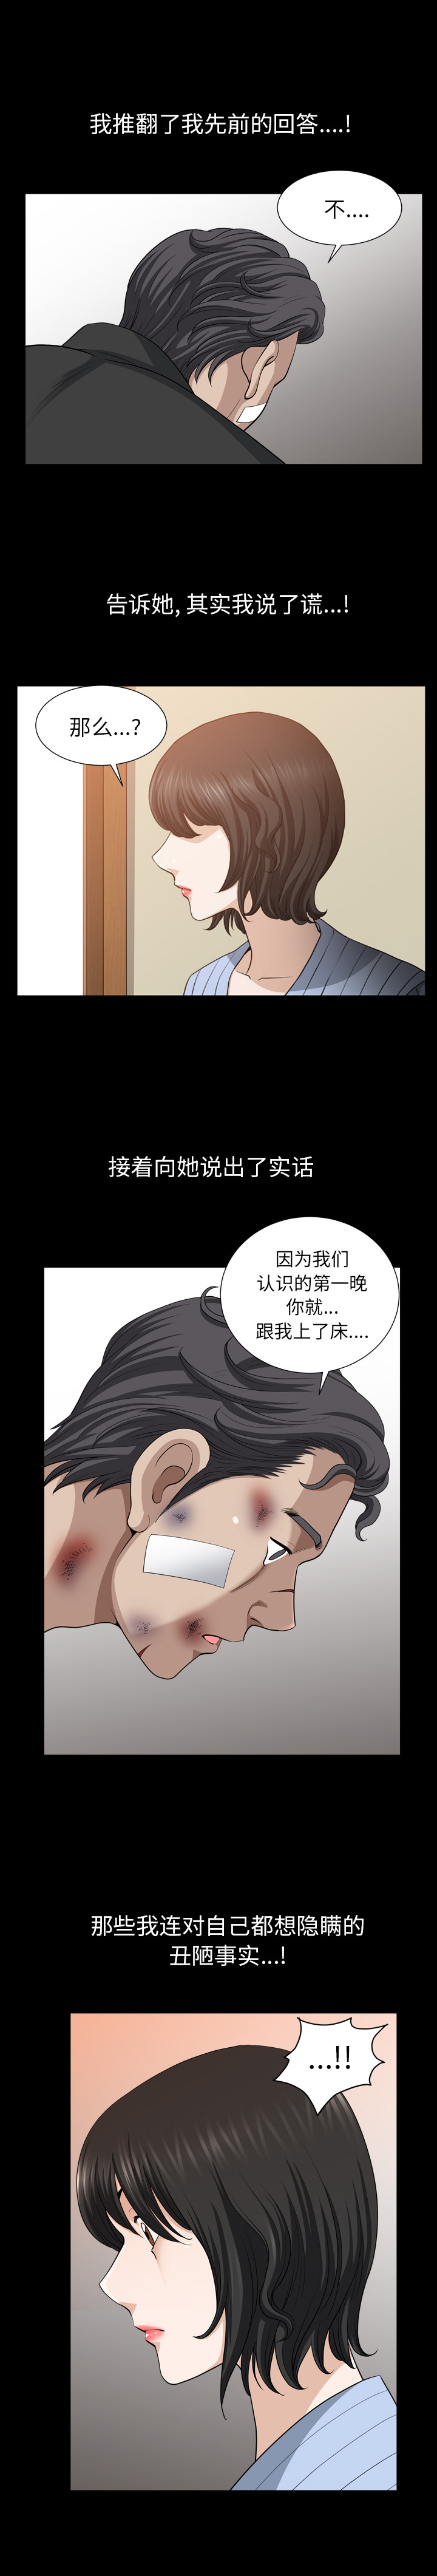 我推翻了我先前的回答....!
不....
告诉她, 其实我说了谎...!
那么...?
接着向她说出了实话
因为我们
认识的第一晚
你就...
跟我上了床....
那些我连对自己都想隐瞒的
丑陋事实...!
...!!